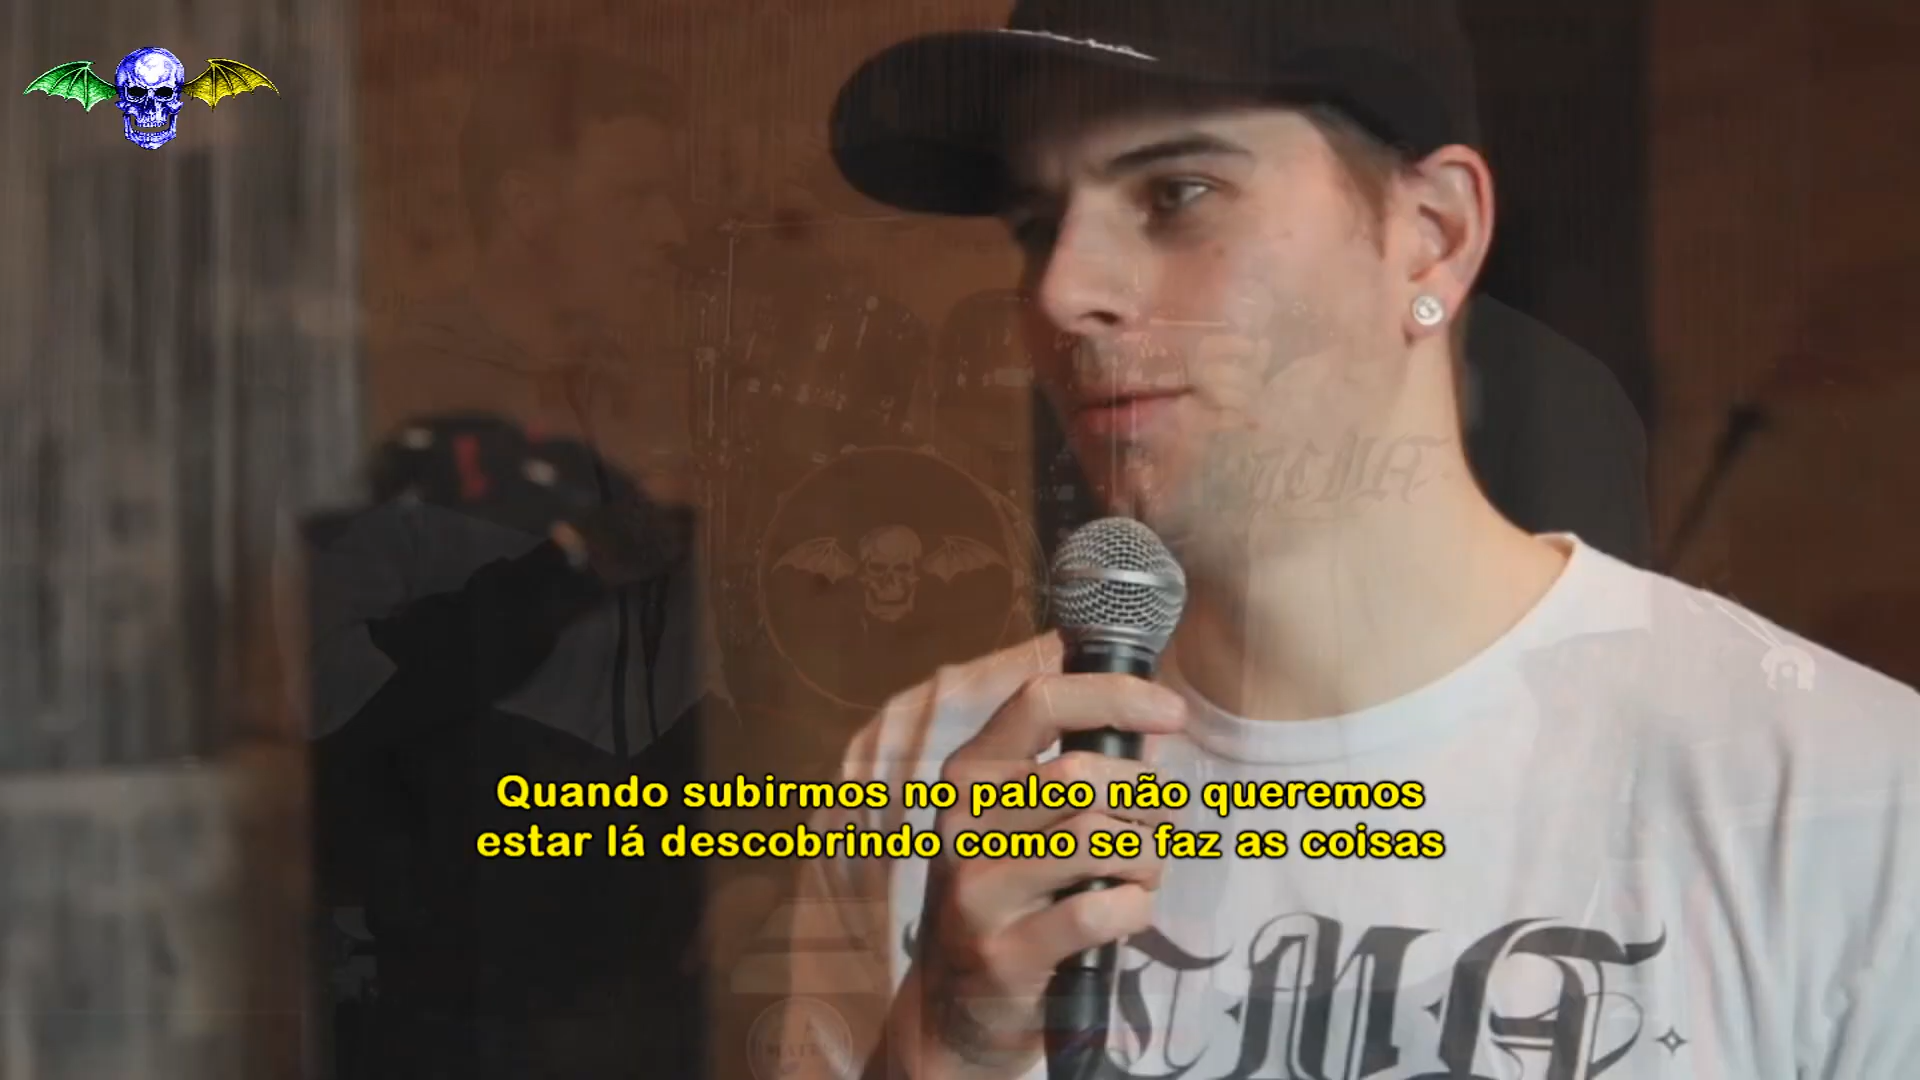 Quando subirmos no palco não queremos
estar lá descobrindo como se faz as coisas